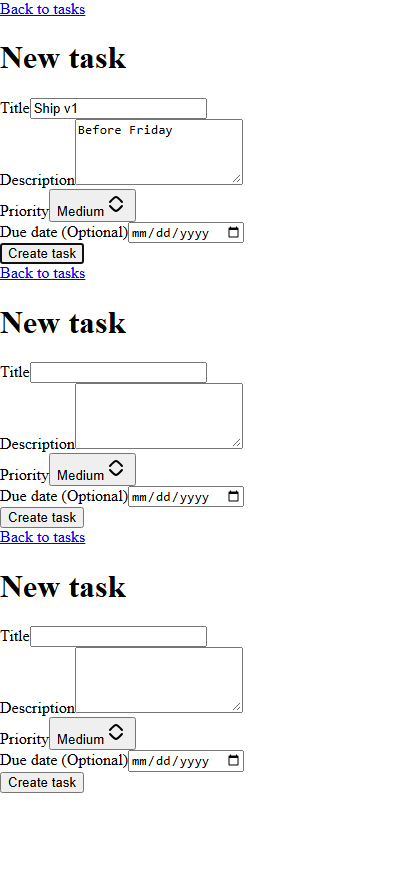 Back to tasks
New task
Title Ship v1
Before Friday
Description
Priority Medium
Due date (Optional) mm/dd/yyyy
Create task
Back to tasks
New task
Title
Description
Priority Medium
Due date (Optional) mm/dd/yyyy
Create task
Back to tasks
New task
Title
Description
Priority Medium
Due date (Optional) mm/dd/yyyy
Create task